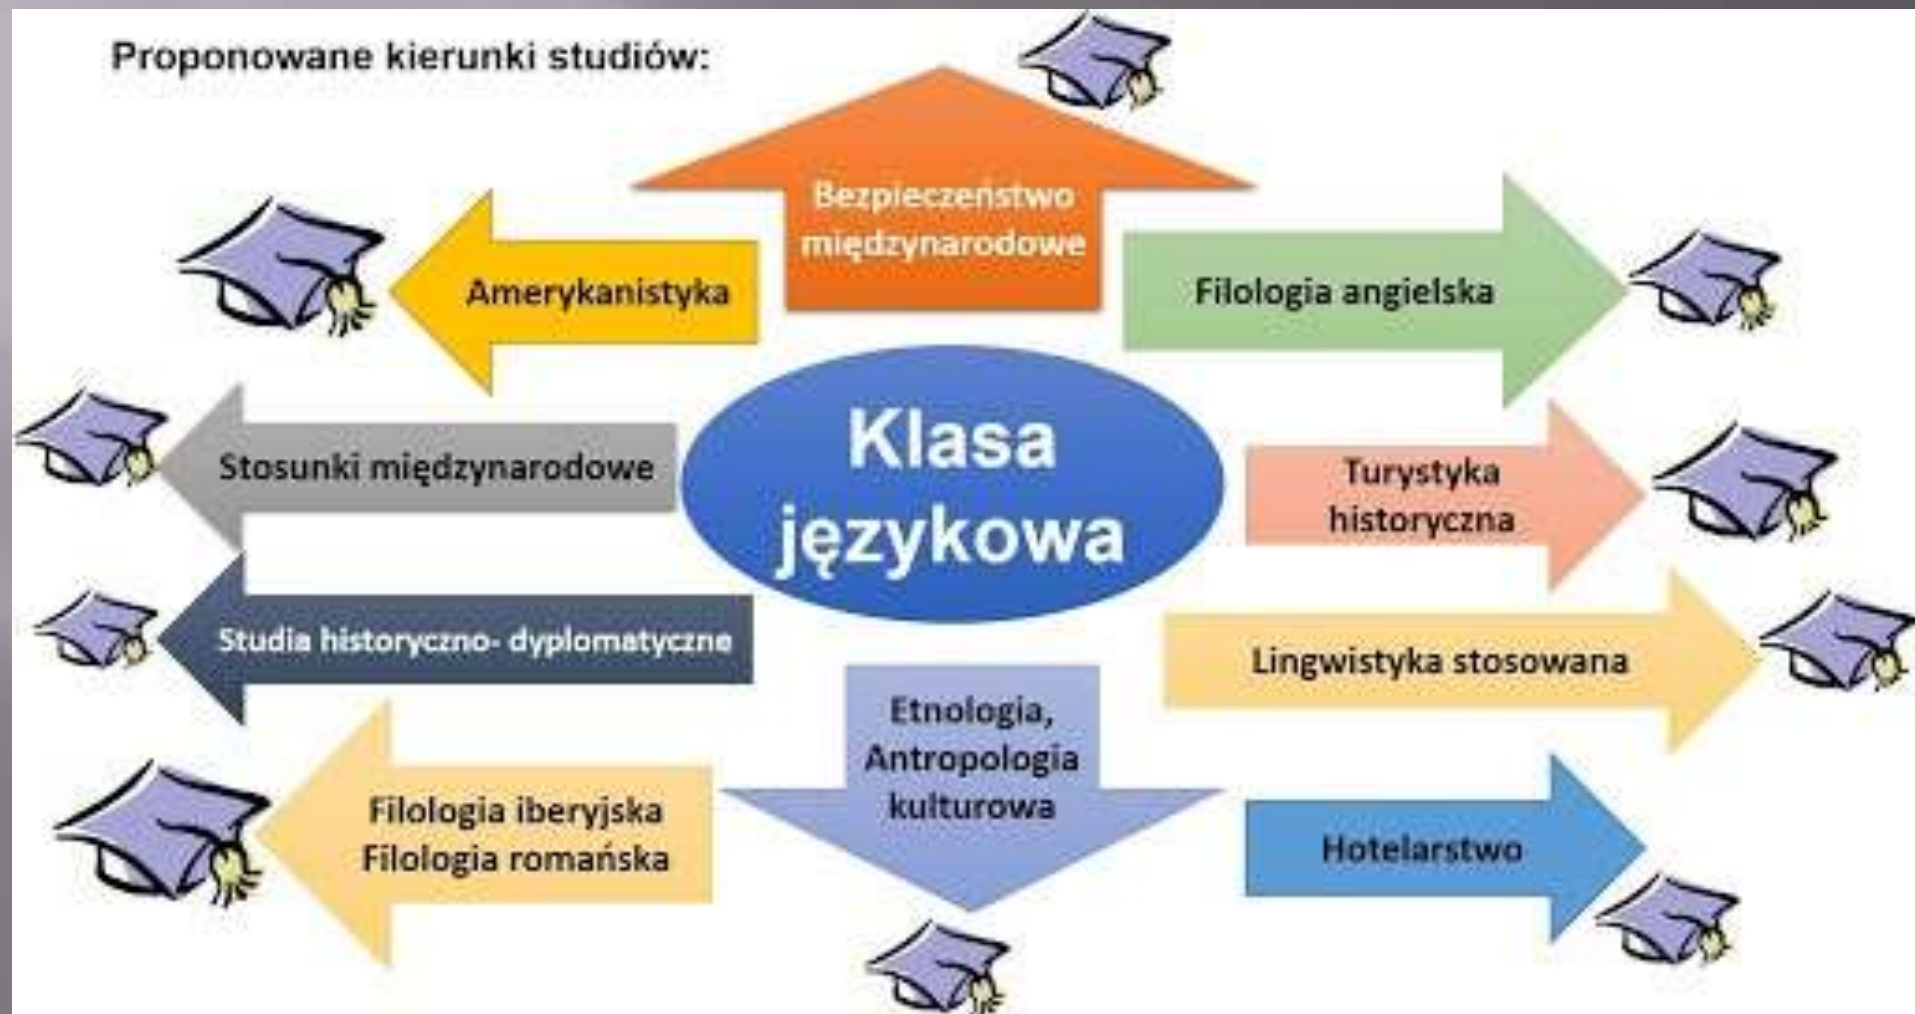 Proponowane kierunki studiów:
Bezpieczeństwo
międzynarodowe
Amerykanistyka
Filologia angielska
Klasa
językowa
Stosunki międzynarodowe
Turystyka
historyczna
Studia historyczno- dyplomatyczne
Lingwistyka stosowana
Etnologia,
Antropologia
kulturowa
Filologia iberyjska
Filologia romańska
Hotelarstwo